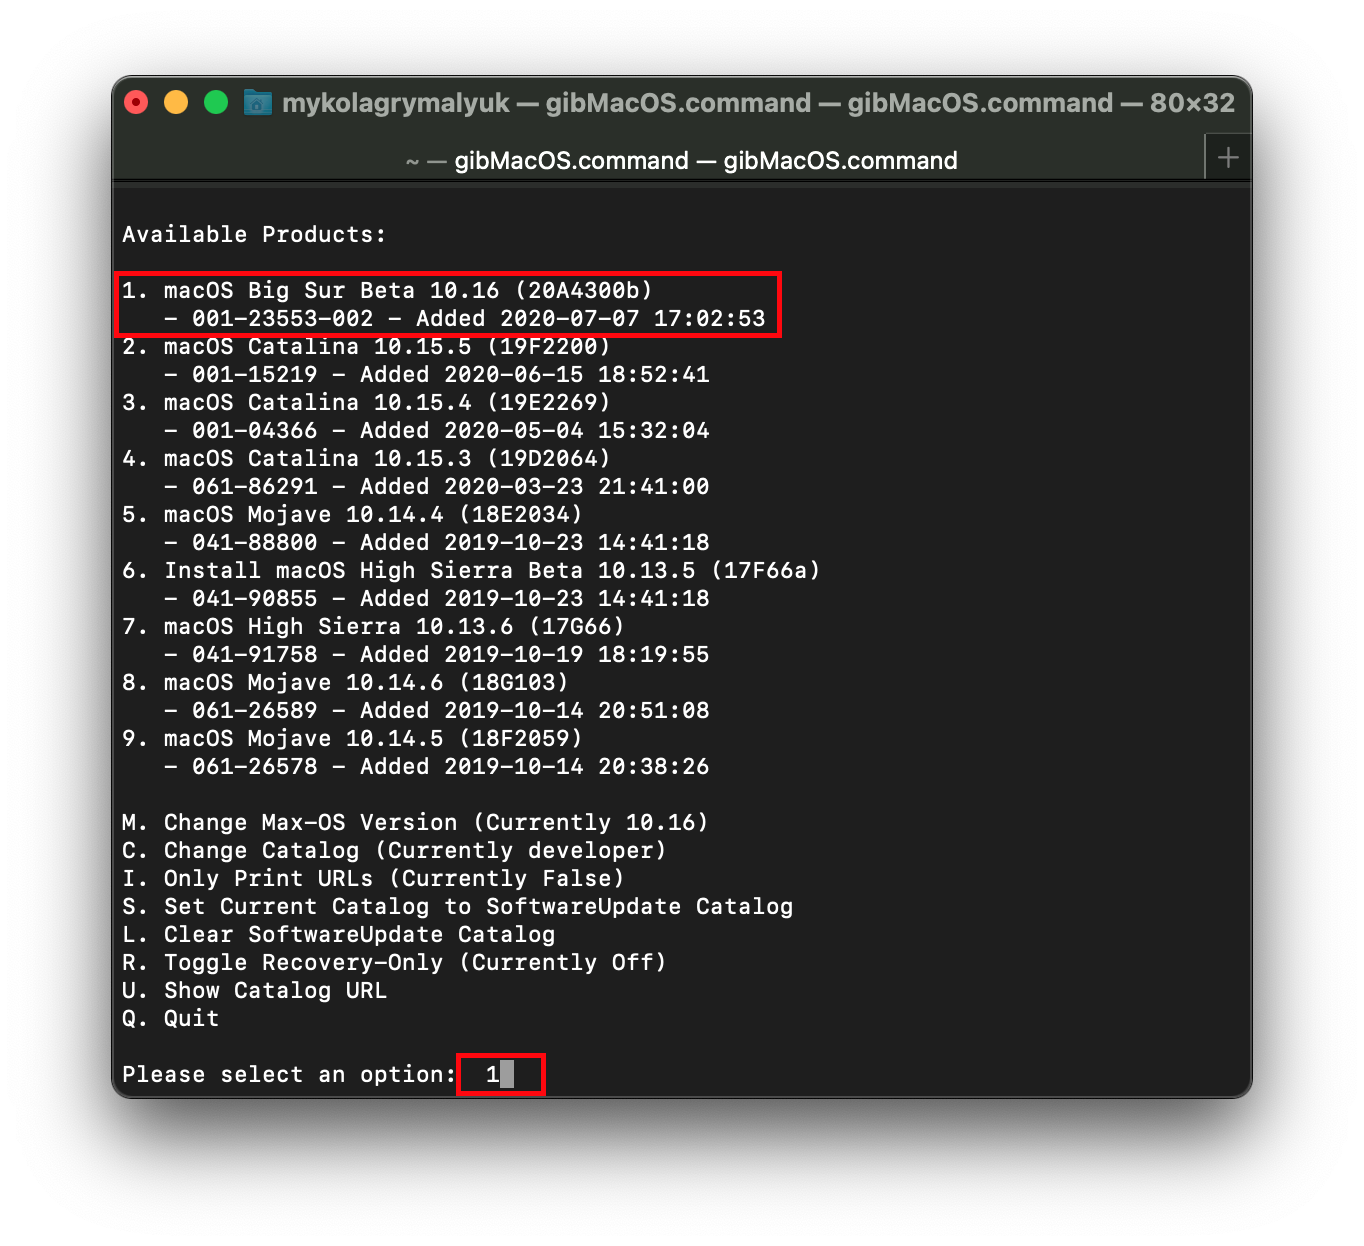 mykolagrymalyuk — gibMacOS.command — gibMacOS.command — 80×32
~ — gibMacOS.command — gibMacOS.command
Available Products:
1. macOS Big Sur Beta 10.16 (20A4300b)
- 001-23553-002 - Added 2020-07-07 17:02:53
2. macOS Catalina 10.15.5 (19F2200)
- 001-15219 - Added 2020-06-15 18:52:41
3. macOS Catalina 10.15.4 (19E2269)
- 001-04366 - Added 2020-05-04 15:32:04
4. macOS Catalina 10.15.3 (19D2064)
- 061-86291 - Added 2020-03-23 21:41:00
5. macOS Mojave 10.14.4 (18E2034)
- 041-88800 - Added 2019-10-23 14:41:18
6. Install macOS High Sierra Beta 10.13.5 (17F66a)
- 041-90855 - Added 2019-10-23 14:41:18
7. macOS High Sierra 10.13.6 (17G66)
- 041-91758 - Added 2019-10-19 18:19:55
8. macOS Mojave 10.14.6 (18G103)
- 061-26589 - Added 2019-10-14 20:51:08
9. macOS Mojave 10.14.5 (18F2059)
- 061-26578 - Added 2019-10-14 20:38:26
M. Change Max-OS Version (Currently 10.16)
C. Change Catalog (Currently developer)
I. Only Print URLs (Currently False)
S. Set Current Catalog to SoftwareUpdate Catalog
L. Clear SoftwareUpdate Catalog
R. Toggle Recovery-Only (Currently Off)
U. Show Catalog URL
Q. Quit
Please select an option: 1